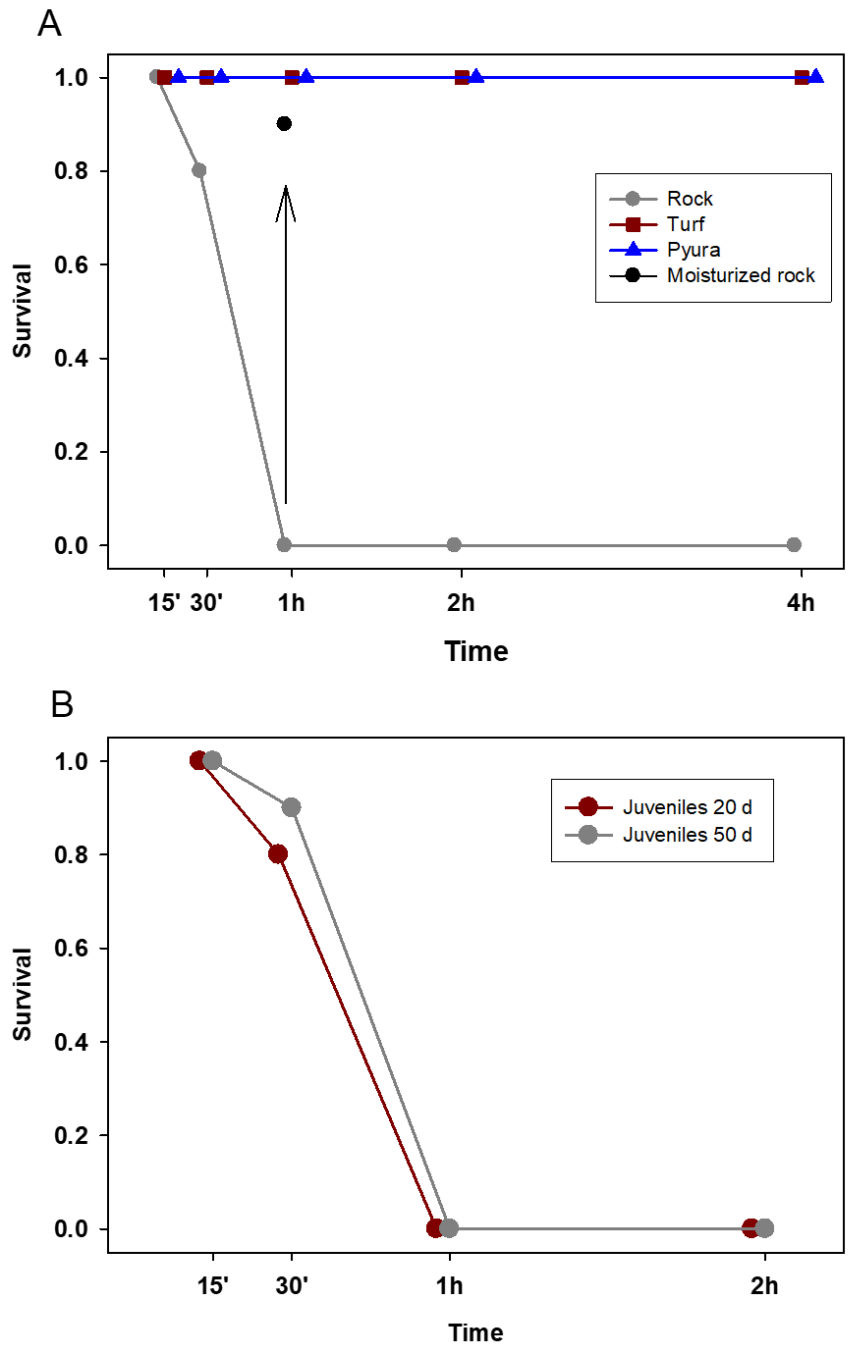 A
1.0
0.8
0.6
0.4
0.2
0.0
Survival
Rock
Turf
Pyura
Moisturized rock
15' 30' 1h 2h 4h
Time
B
1.0
0.8
0.6
0.4
0.2
0.0
Survival
Juveniles 20 d
Juveniles 50 d
15' 30' 1h 2h
Time